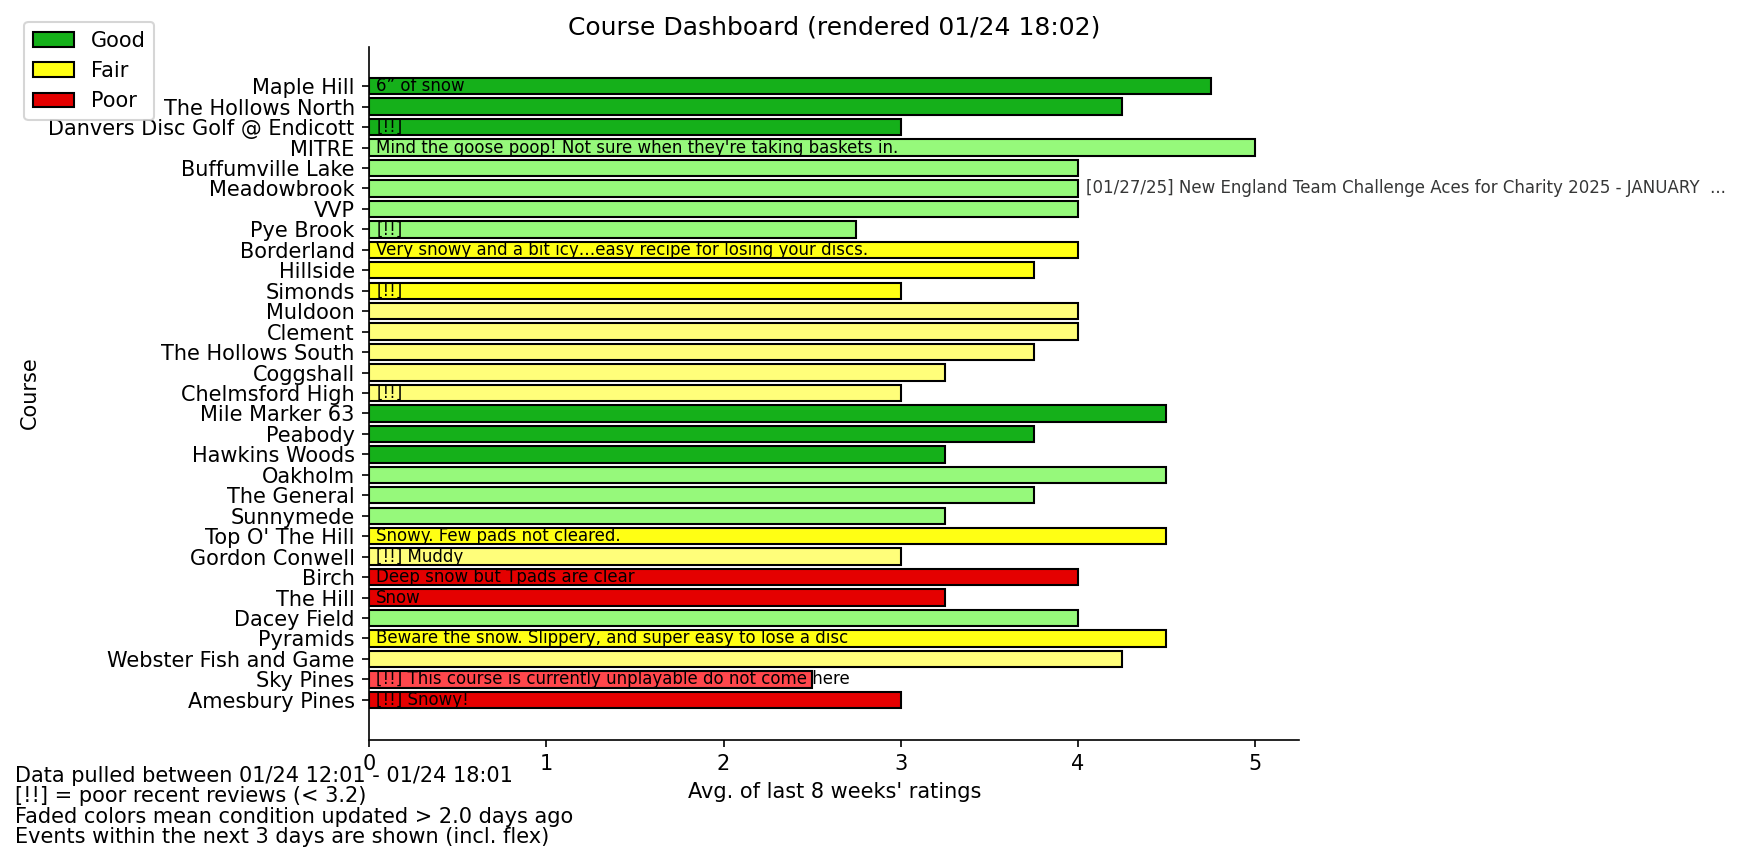 Course Dashboard (rendered 01/24 18:02)
Good
Fair
Poor
Course
Maple Hill 6” of snow
The Hollows North
Danvers Disc Golf @ Endicott [!!]
MITRE Mind the goose poop! Not sure when they're taking baskets in.
Buffumville Lake
Meadowbrook [01/27/25] New England Team Challenge Aces for Charity 2025 - JANUARY ...
VVP
Pye Brook [!!]
Borderland Very snowy and a bit icy...easy recipe for losing your discs.
Hillside
Simonds [!!]
Muldoon
Clement
The Hollows South
Coggshall
Chelmsford High [!!]
Mile Marker 63
Peabody
Hawkins Woods
Oakholm
The General
Sunnymede
Top O' The Hill Snowy. Few pads not cleared.
Gordon Conwell [!!] Muddy
Birch Deep snow but Tpads are clear
The Hill Snow
Dacey Field
Pyramids Beware the snow. Slippery, and super easy to lose a disc
Webster Fish and Game
Sky Pines [!!] This course is currently unplayable do not come here
Amesbury Pines [!!] Snowy!
0 1 2 3 4 5
Avg. of last 8 weeks' ratings
Data pulled between 01/24 12:01 - 01/24 18:01
[!!] = poor recent reviews (< 3.2)
Faded colors mean condition updated > 2.0 days ago
Events within the next 3 days are shown (incl. flex)